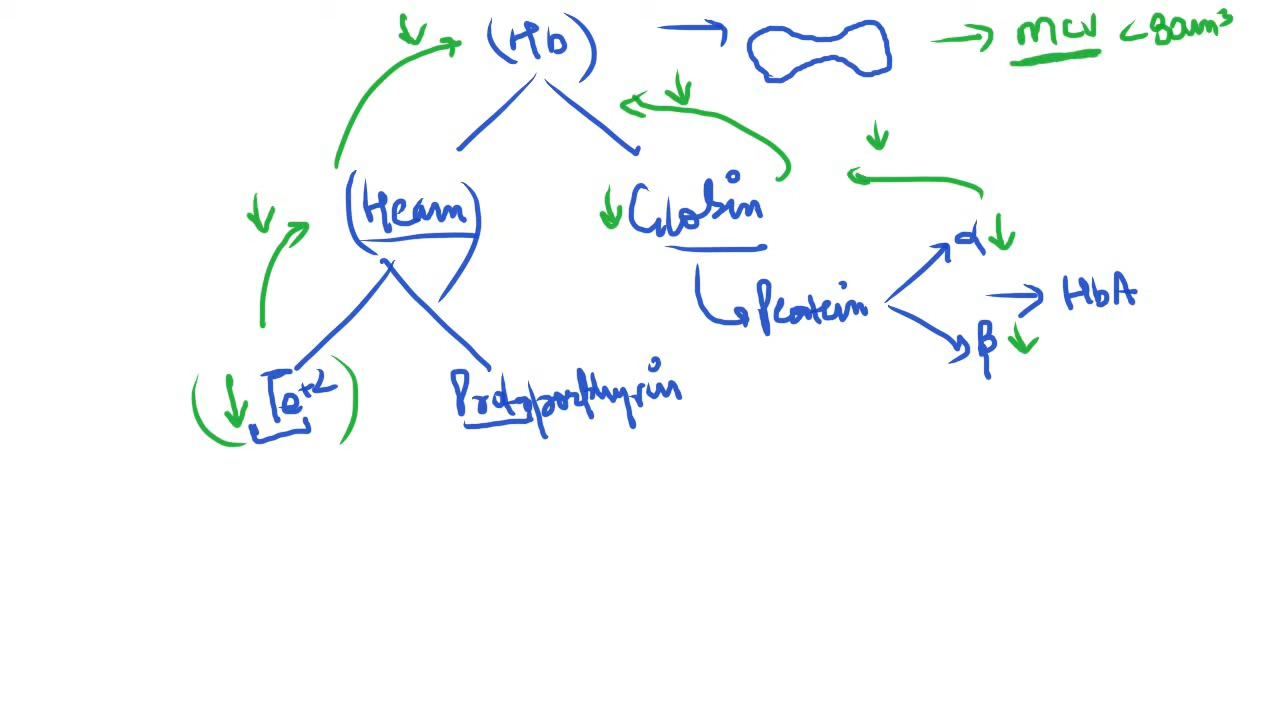 ↓ (Hb) → → mcv <80um³
(Heam) ↓ Globin
↓ Protein α ↓ → HbA
β ↓
(↓ Fe⁺²) Protoporphyrin